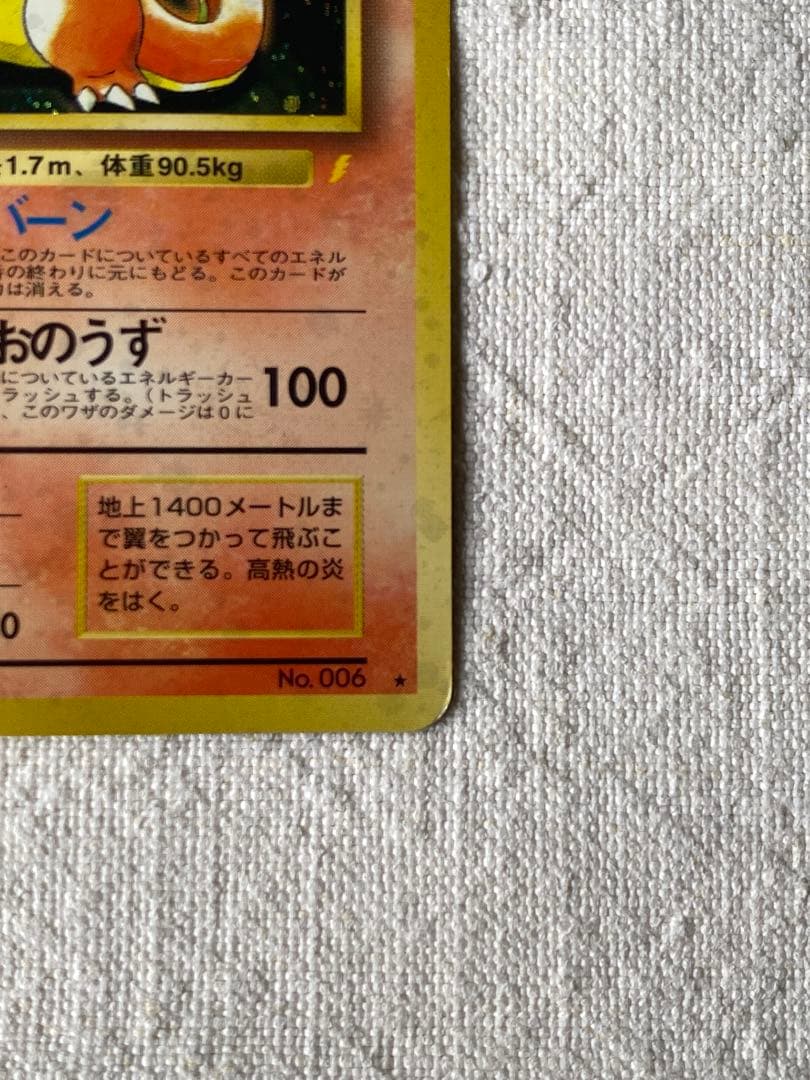 1.7m、体重90.5kg
バーン
このカードについているすべてのエネル
の終わりに元にもどる。このカードが
は消える。
おのうず
についているエネルギーカー
ラッシュする。(トラッシュ
、このワザのダメージは0に
100
地上1400メートルま
で翼をつかって飛ぶこ
とができる。高熱の炎
をはく。
0
No. 006 ★